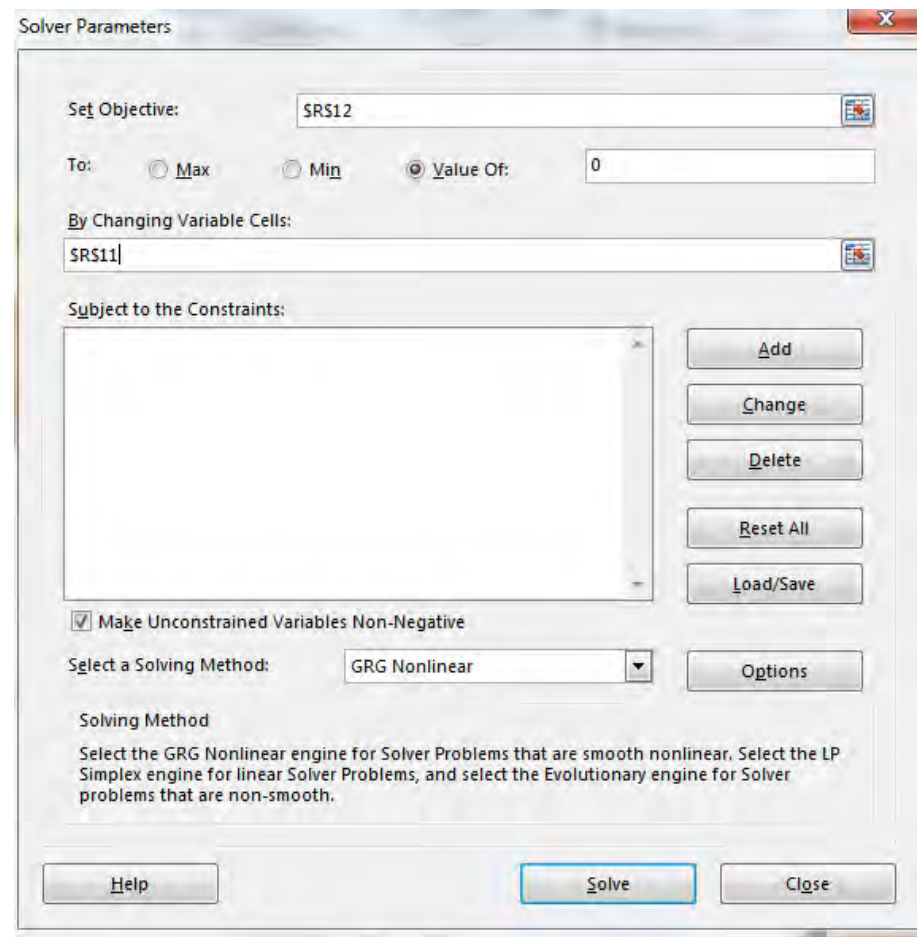 Solver Parameters
Set Objective: $R$12
To: Max Min Value Of: 0
By Changing Variable Cells:
$R$11
Subject to the Constraints:
Add
Change
Delete
Reset All
Load/Save
Make Unconstrained Variables Non-Negative
Select a Solving Method: GRG Nonlinear Options
Solving Method
Select the GRG Nonlinear engine for Solver Problems that are smooth nonlinear. Select the LP
Simplex engine for linear Solver Problems, and select the Evolutionary engine for Solver
problems that are non-smooth.
Help Solve Close